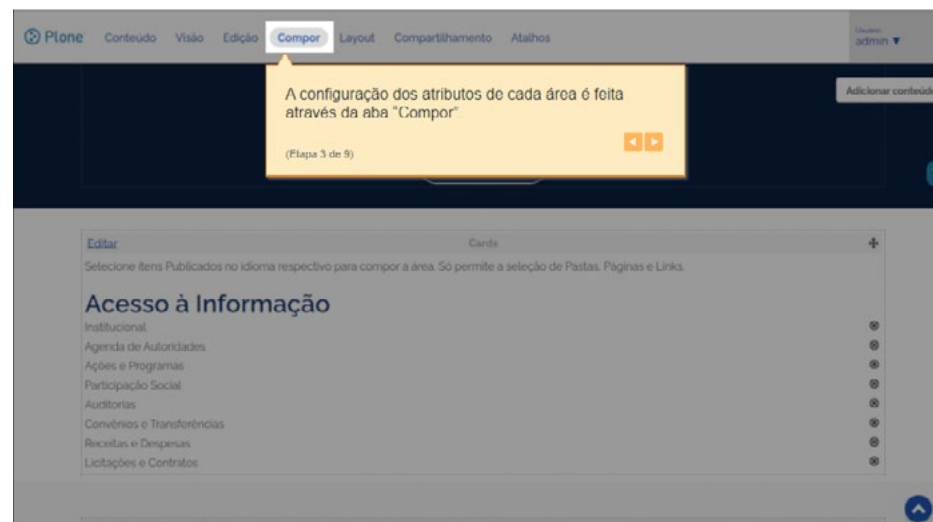 Plone Conteúdo Visão Edição Compor Layout Compartilhamento Atalhos
admin ▼
Adicionar conteúdo
A configuração dos atributos de cada área é feita
através da aba "Compor".
(Etapa 3 de 9)
Editar Cards
Selecione itens Publicados no idioma respectivo para compor a área. Só permite a seleção de Pastas, Páginas e Links.
Acesso à Informação
Institucional
Agenda de Autoridades
Ações e Programas
Participação Social
Auditorias
Convênios e Transferências
Receitas e Despesas
Licitações e Contratos